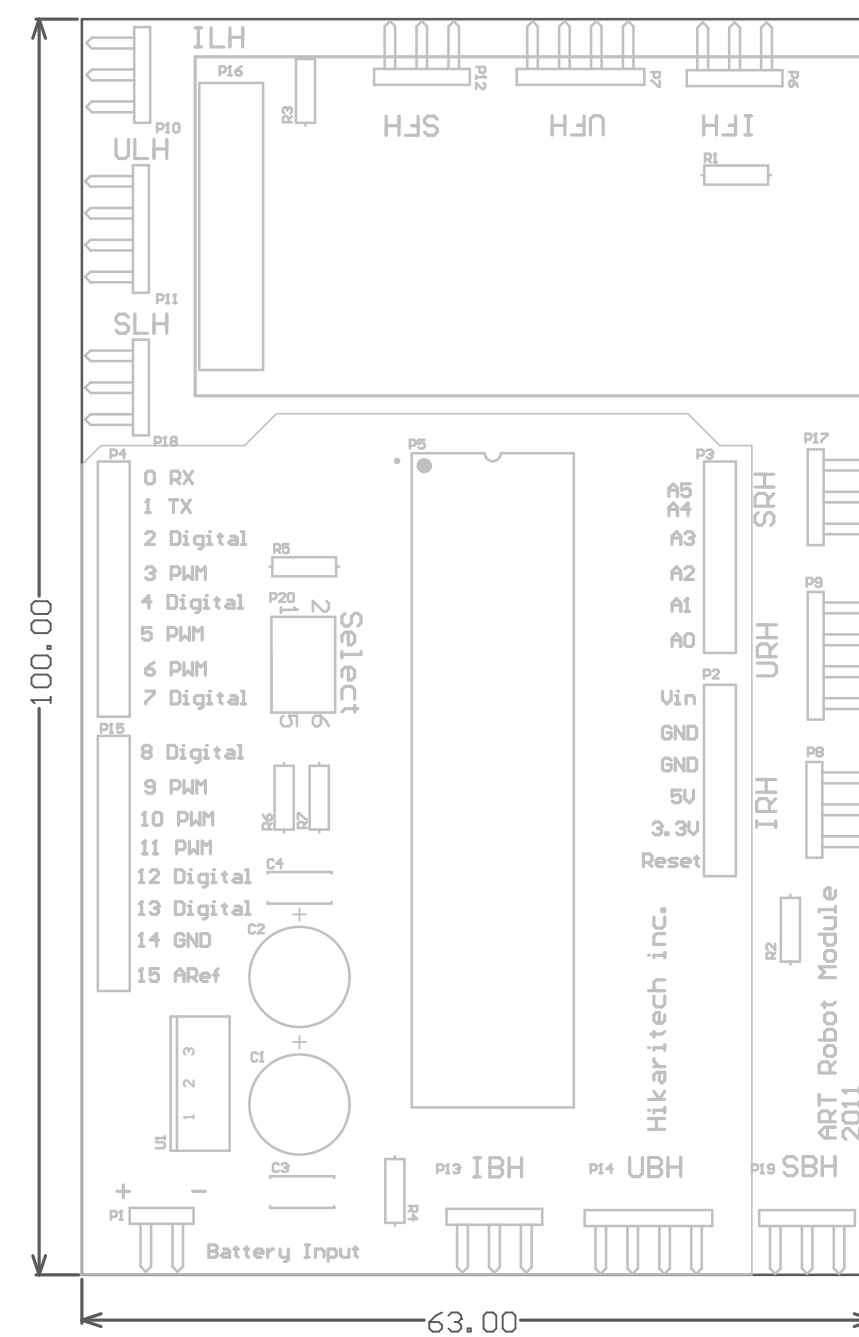 ILH
P16
R3
P12
P7
P6
P10
SFH
UFH
IFH
ULH
R1
P11
SLH
P18
P4
P5
P3
P17
0 RX
1 TX
2 Digital
3 PWM
4 Digital
5 PWM
6 PWM
7 Digital
R5
P20
1 2
Select
5 6
A5
A4
A3
A2
A1
A0
SRH
P9
URH
100.00
P2
Vin
GND
GND
5V
3.3V
Reset
P8
IRH
P15
8 Digital
9 PWM
10 PWM
11 PWM
12 Digital
13 Digital
14 GND
15 ARef
R6
R7
C4
+
C2
+
C1
R2
Hikaritech inc.
ART Robot Module
2011
3
2
1
U1
C3
R4
P13 IBH
P14 UBH
P19 SBH
+ -
P1
Battery Input
63.00